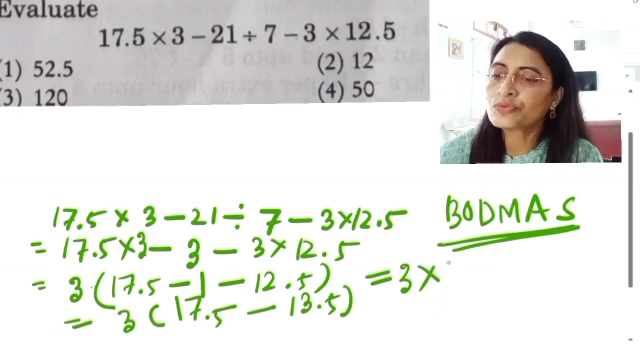 Evaluate
17.5 × 3 – 21 ÷ 7 – 3 × 12.5
(1) 52.5 (2) 12
(3) 120 (4) 50
17.5 × 3 – 21 ÷ 7 – 3 × 12.5 BODMAS
= 17.5 × 3 – 3 – 3 × 12.5
= 3 (17.5 – 1 – 12.5) = 3 ×
= 3 (17.5 – 13.5)